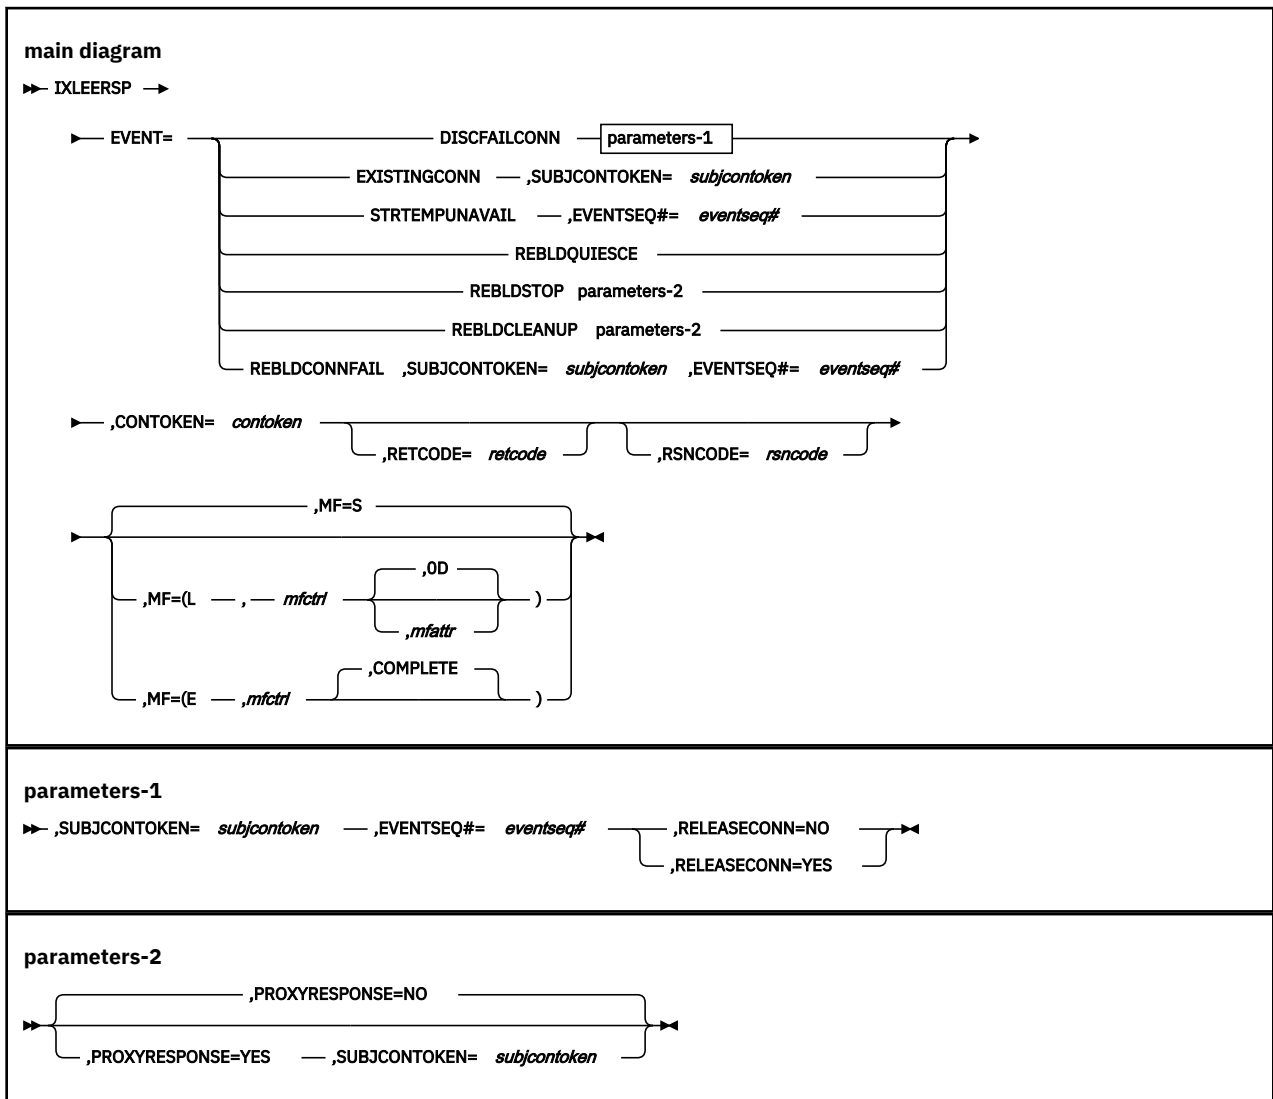 main diagram
IXLEERSP
EVENT= DISCFAILCONN parameters-1
EXISTINGCONN ,SUBJCONTOKEN= subjcontoken
STRTEMPUNAVAIL ,EVENTSEQ#= eventseq#
REBLDQUIESCE
REBLDSTOP parameters-2
REBLDCLEANUP parameters-2
REBLDCONNFAIL ,SUBJCONTOKEN= subjcontoken ,EVENTSEQ#= eventseq#
,CONTOKEN= contoken
,RETCODE= retcode ,RSNCODE= rsncode
,MF=S
,0D
,MF=(L , mfctrl )
,mfattr
,COMPLETE
,MF=(E ,mfctrl )
parameters-1
,SUBJCONTOKEN= subjcontoken ,EVENTSEQ#= eventseq# ,RELEASECONN=NO
,RELEASECONN=YES
parameters-2
,PROXYRESPONSE=NO
,PROXYRESPONSE=YES ,SUBJCONTOKEN= subjcontoken